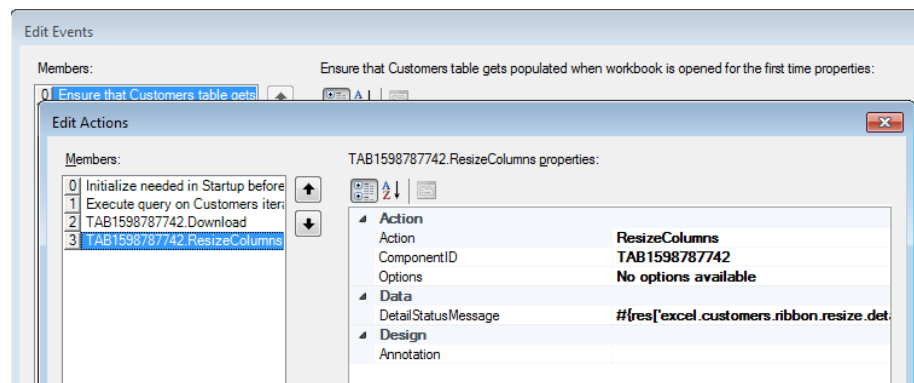 Edit Events
Members:
Ensure that Customers table gets populated when workbook is opened for the first time properties:
0 Ensure that Customers table gets
Edit Actions
Members:
TAB1598787742.ResizeColumns properties:
0 Initialize needed in Startup before
1 Execute query on Customers itera
2 TAB1598787742.Download
3 TAB1598787742.ResizeColumns
Action
Action ResizeColumns
ComponentID TAB1598787742
Options No options available
Data
DetailStatusMessage #{res['excel.customers.ribbon.resize.det
Design
Annotation